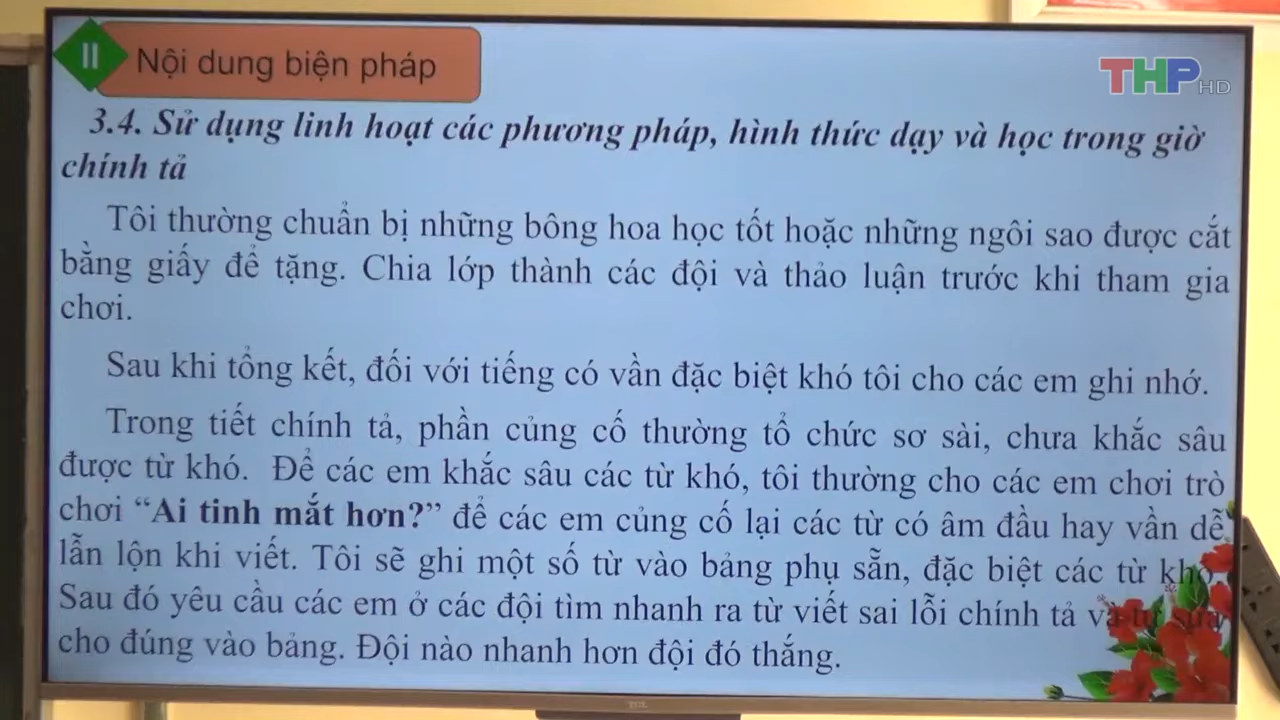 II Nội dung biện pháp
THP HD
3.4. Sử dụng linh hoạt các phương pháp, hình thức dạy và học trong giờ
chính tả
Tôi thường chuẩn bị những bông hoa học tốt hoặc những ngôi sao được cắt
bằng giấy để tặng. Chia lớp thành các đội và thảo luận trước khi tham gia
chơi.
Sau khi tổng kết, đối với tiếng có vần đặc biệt khó tôi cho các em ghi nhớ.
Trong tiết chính tả, phần củng cố thường tổ chức sơ sài, chưa khắc sâu
được từ khó. Để các em khắc sâu các từ khó, tôi thường cho các em chơi trò
chơi “Ai tinh mắt hơn?” để các em củng cố lại các từ có âm đầu hay vần dễ
lẫn lộn khi viết. Tôi sẽ ghi một số từ vào bảng phụ sẵn, đặc biệt các từ khó.
Sau đó yêu cầu các em ở các đội tìm nhanh ra từ viết sai lỗi chính tả và tự sửa
cho đúng vào bảng. Đội nào nhanh hơn đội đó thắng.
TCL